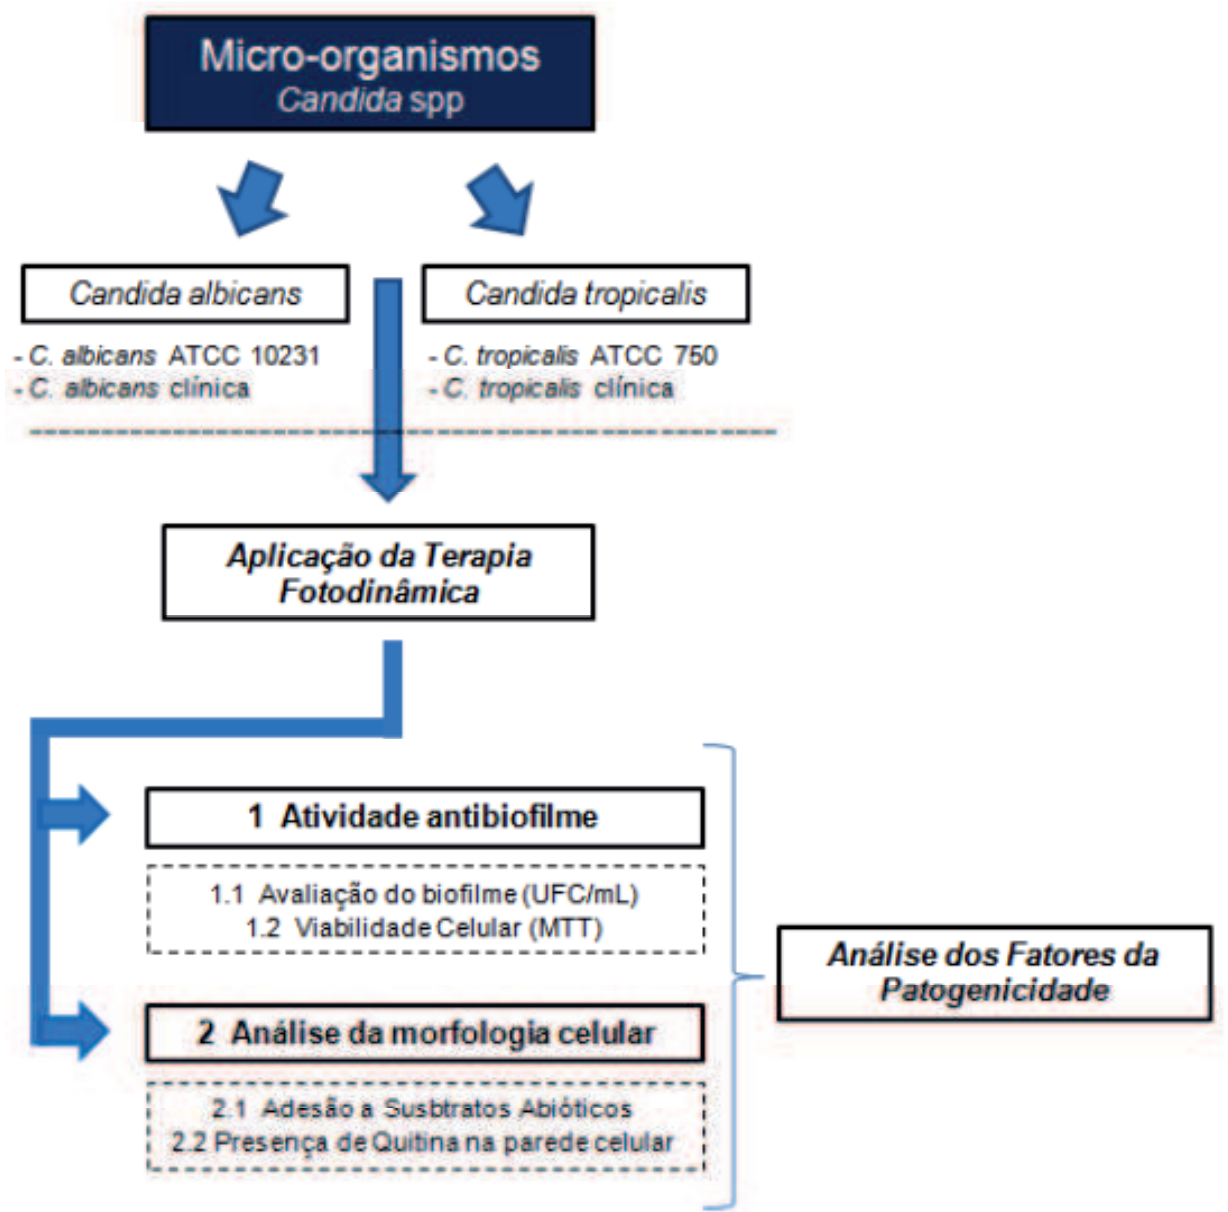 Micro-organismos
Candida spp
Candida albicans
Candida tropicalis
- C. albicans ATCC 10231
- C. albicans clínica
- C. tropicalis ATCC 750
- C. tropicalis clínica
Aplicação da Terapia
Fotodinâmica
1 Atividade antibiofilme
1.1 Avaliação do biofilme (UFC/mL)
1.2 Viabilidade Celular (MTT)
2 Análise da morfologia celular
2.1 Adesão a Susbtratos Abióticos
2.2 Presença de Quitina na parede celular
Análise dos Fatores da
Patogenicidade